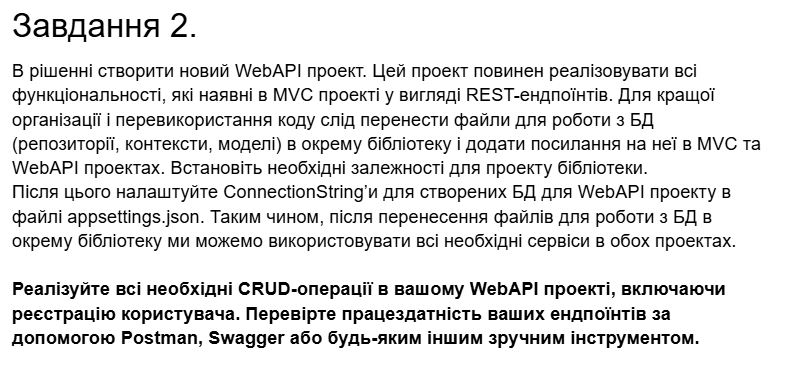 Завдання 2.
В рішенні створити новий WebAPI проект. Цей проект повинен реалізовувати всі
функціональності, які наявні в MVC проекті у вигляді REST-ендпоїнтів. Для кращої
організації і перевикористання коду слід перенести файли для роботи з БД
(репозиторії, контексти, моделі) в окрему бібліотеку і додати посилання на неї в MVC та
WebAPI проектах. Встановіть необхідні залежності для проекту бібліотеки.
Після цього налаштуйте ConnectionString’и для створених БД для WebAPI проекту в
файлі appsettings.json. Таким чином, після перенесення файлів для роботи з БД в
окрему бібліотеку ми можемо використовувати всі необхідні сервіси в обох проектах.
Реалізуйте всі необхідні CRUD-операції в вашому WebAPI проекті, включаючи
реєстрацію користувача. Перевірте працездатність ваших ендпоїнтів за
допомогою Postman, Swagger або будь-яким іншим зручним інструментом.